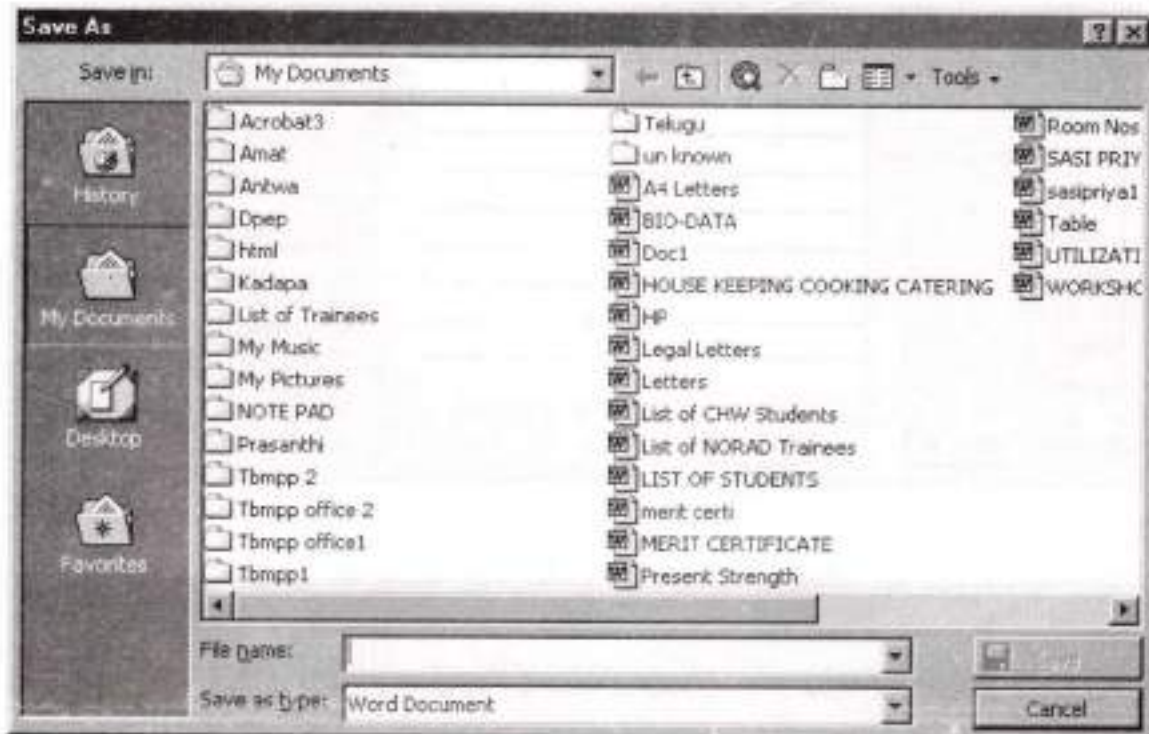 Save As
Save in:
My Documents
Tools
History
My Documents
Desktop
Favorites
Acrobat3
Amat
Antwa
Dpep
html
Kadapa
List of Trainees
My Music
My Pictures
NOTE PAD
Prasanthi
Tbmpp 2
Tbmpp office 2
Tbmpp office1
Tbmpp1
Telugu
un known
A4 Letters
BIO-DATA
Doc1
HOUSE KEEPING COOKING CATERING
HP
Legal Letters
Letters
List of CHW Students
List of NORAD Trainees
LIST OF STUDENTS
merit certi
MERIT CERTIFICATE
Present Strength
Room Nos
SASI PRIY
sasipriya1
Table
UTILIZATI
WORKSHO
File name:
Save
Save as type:
Word Document
Cancel